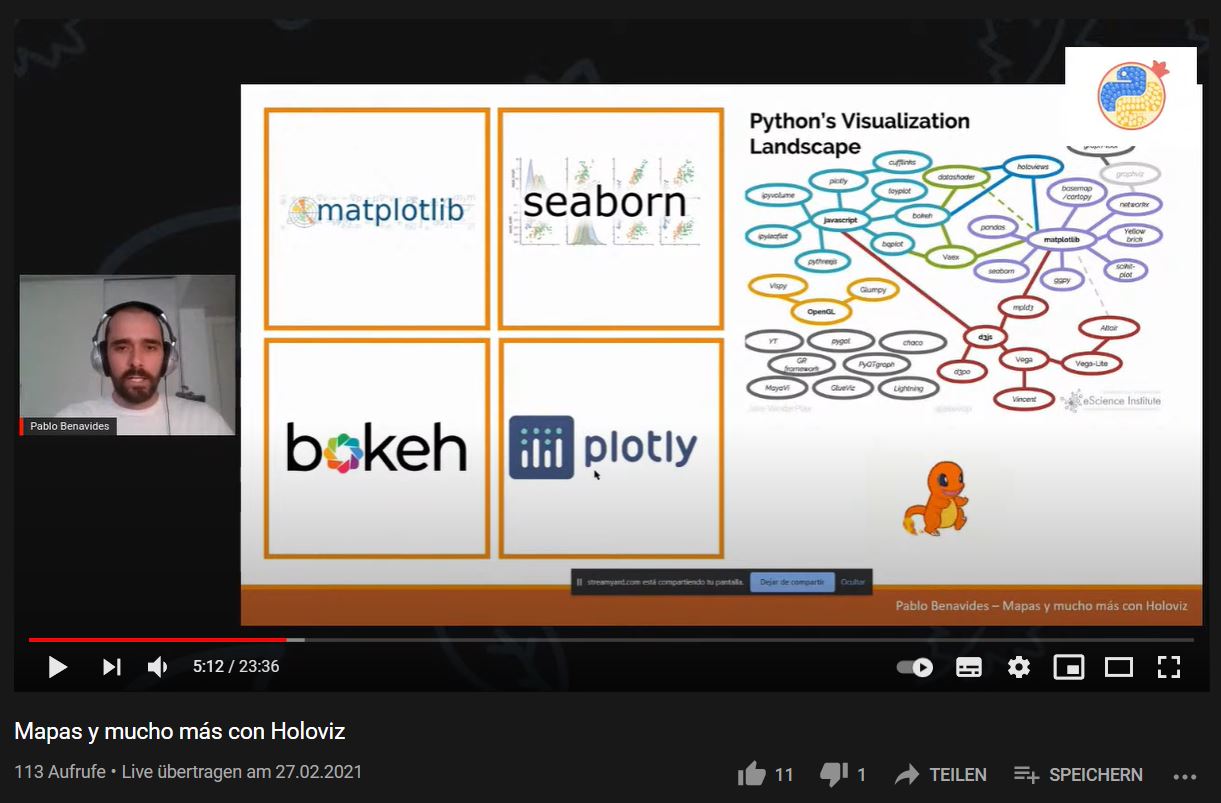 matplotlib
seaborn
bokeh
plotly
Python's Visualization
Landscape
cufflinks
plotly
toyplot
datashader
holoviews
graphviz
ipyvolume
javascript
bokeh
basemap
/cartopy
networkx
pandas
matplotlib
Yellow
brick
ipyleaflet
bqplot
pythreejs
Vaex
seaborn
ggpy
scikit-
plot
Vispy
Glumpy
OpenGL
mpld3
Altair
d3js
YT
pygal
chaco
GR
framework
PyQTgraph
d3po
Vega
Vega-Lite
MayaVi
GlueViz
Lightning
Vincent
eScience Institute
Pablo Benavides
streamyard.com está compartiendo tu pantalla.
Dejar de compartir
Ocultar
Pablo Benavides – Mapas y mucho más con Holoviz
5:12 / 23:36
Mapas y mucho más con Holoviz
113 Aufrufe • Live übertragen am 27.02.2021
11
1
TEILEN
SPEICHERN